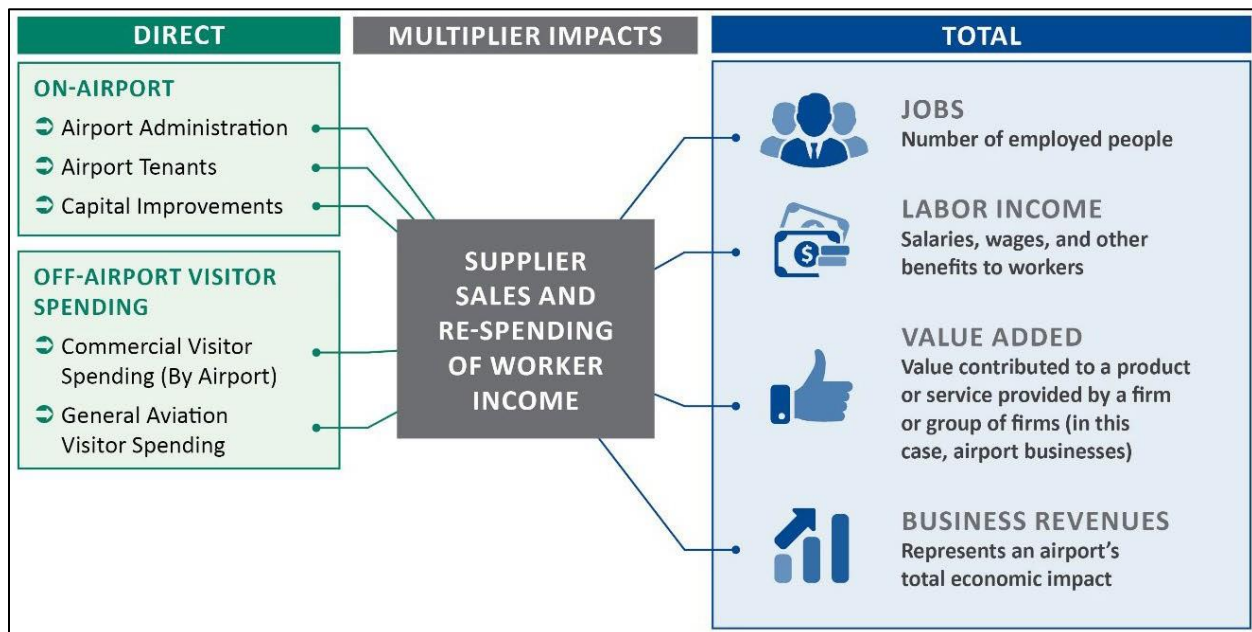 DIRECT
MULTIPLIER IMPACTS
TOTAL
ON-AIRPORT
Airport Administration
Airport Tenants
Capital Improvements
OFF-AIRPORT VISITOR
SPENDING
Commercial Visitor
Spending (By Airport)
General Aviation
Visitor Spending
SUPPLIER
SALES AND
RE-SPENDING
OF WORKER
INCOME
JOBS
Number of employed people
LABOR INCOME
Salaries, wages, and other
benefits to workers
VALUE ADDED
Value contributed to a product
or service provided by a firm
or group of firms (in this
case, airport businesses)
BUSINESS REVENUES
Represents an airport’s
total economic impact